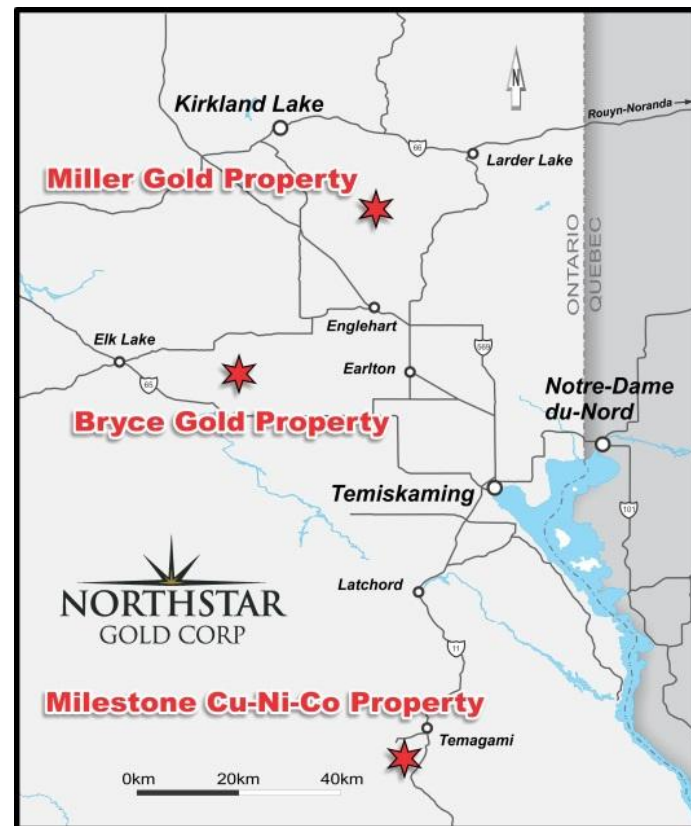 N
Kirkland Lake
Rouyn-Noranda
66
Larder Lake
Miller Gold Property
ONTARIO
QUEBEC
Englehart
Elk Lake
569
Earlton
65
Notre-Dame
du-Nord
Bryce Gold Property
Temiskaming
101
Latchord
NORTHSTAR
GOLD CORP
11
Milestone Cu-Ni-Co Property
Temagami
0km 20km 40km